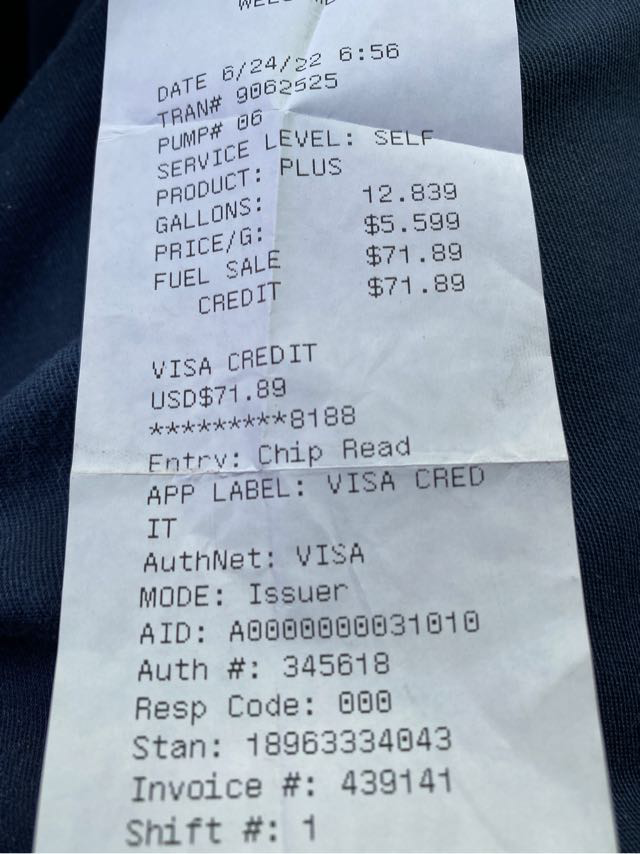 DATE 6/24/22 6:56
TRAN# 9062525
PUMP# 06
SERVICE LEVEL: SELF
PRODUCT: PLUS
GALLONS: 12.839
PRICE/G: $5.599
FUEL SALE $71.89
CREDIT $71.89
VISA CREDIT
USD$71.89
*********8188
Entry: Chip Read
APP LABEL: VISA CRED
IT
AuthNet: VISA
MODE: Issuer
AID: A0000000031010
Auth #: 345618
Resp Code: 000
Stan: 18963334043
Invoice #: 439141
Shift #: 1